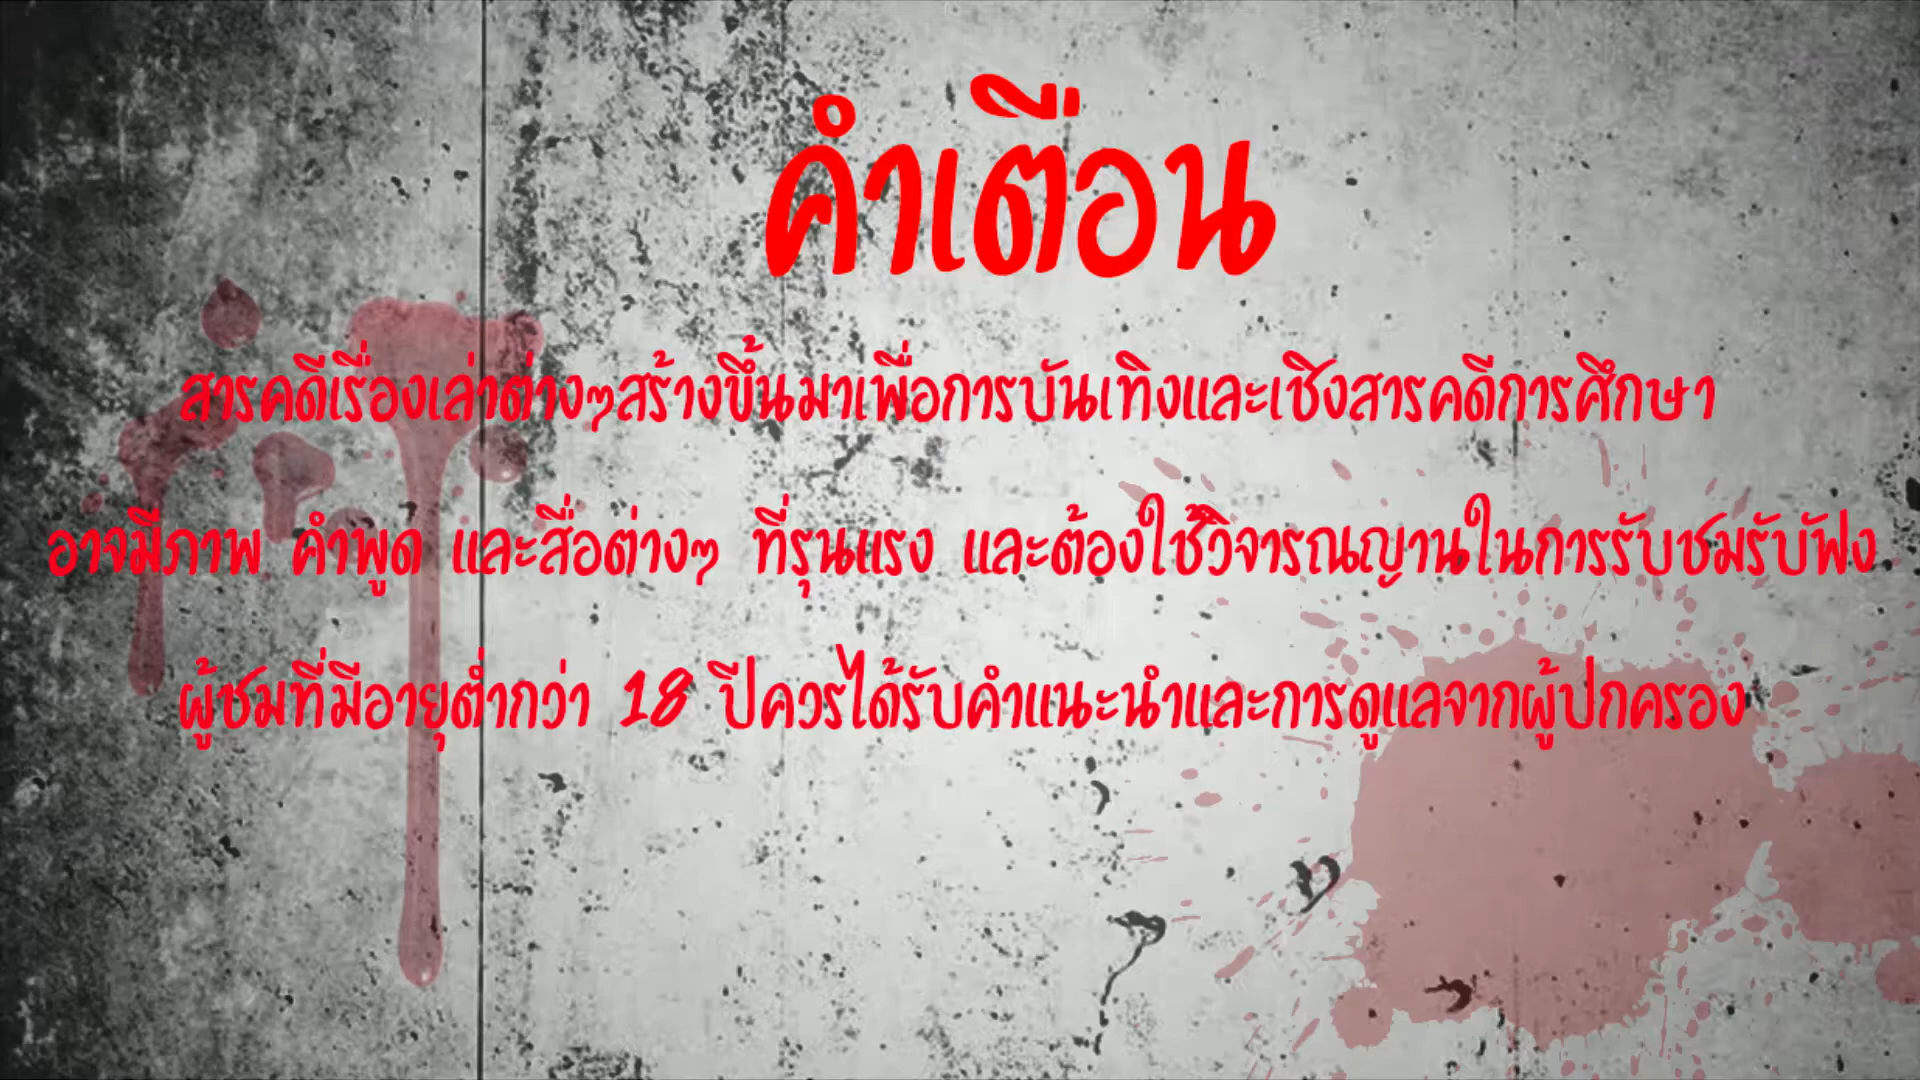 คำเตือน
สารคดีเรื่องเล่าต่างๆสร้างขึ้นมาเพื่อการบันเทิงและเชิงสารคดีการศึกษา
อาจมีภาพ คำพูด และสื่อต่างๆ ที่รุนแรง และต้องใช้วิจารณญานในการรับชมรับฟัง
ผู้ชมที่มีอายุต่ำกว่า 18 ปีควรได้รับคำแนะนำและการดูแลจากผู้ปกครอง